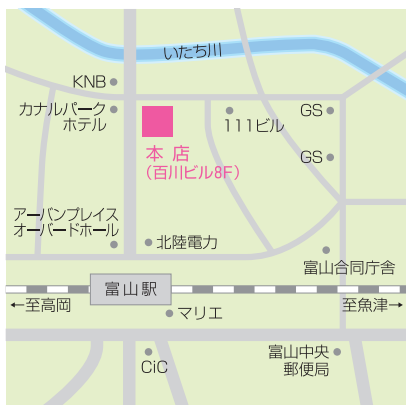 いたち川
KNB
カナルパーク
ホテル
GS
111ビル
本 店
(百川ビル8F)
GS
アーバンプレイス
オーバードホール
北陸電力
富山合同庁舎
富山駅
←至高岡
至魚津→
マリエ
CiC
富山中央
郵便局